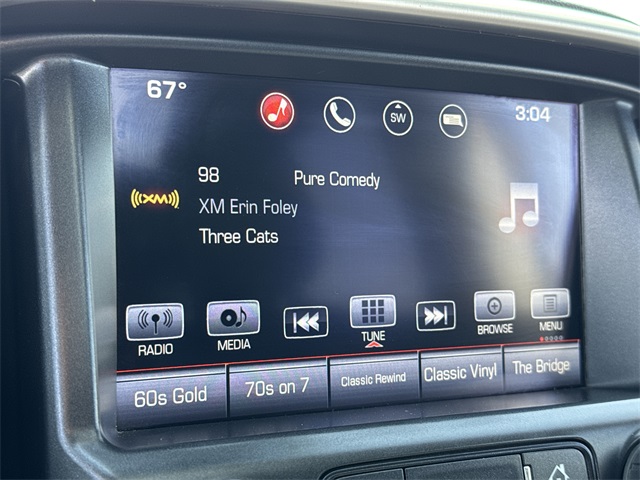 67°
SW
3:04
98 Pure Comedy
((XM))
XM Erin Foley
Three Cats
RADIO
MEDIA
TUNE
BROWSE
MENU
60s Gold
70s on 7
Classic Rewind
Classic Vinyl
The Bridge